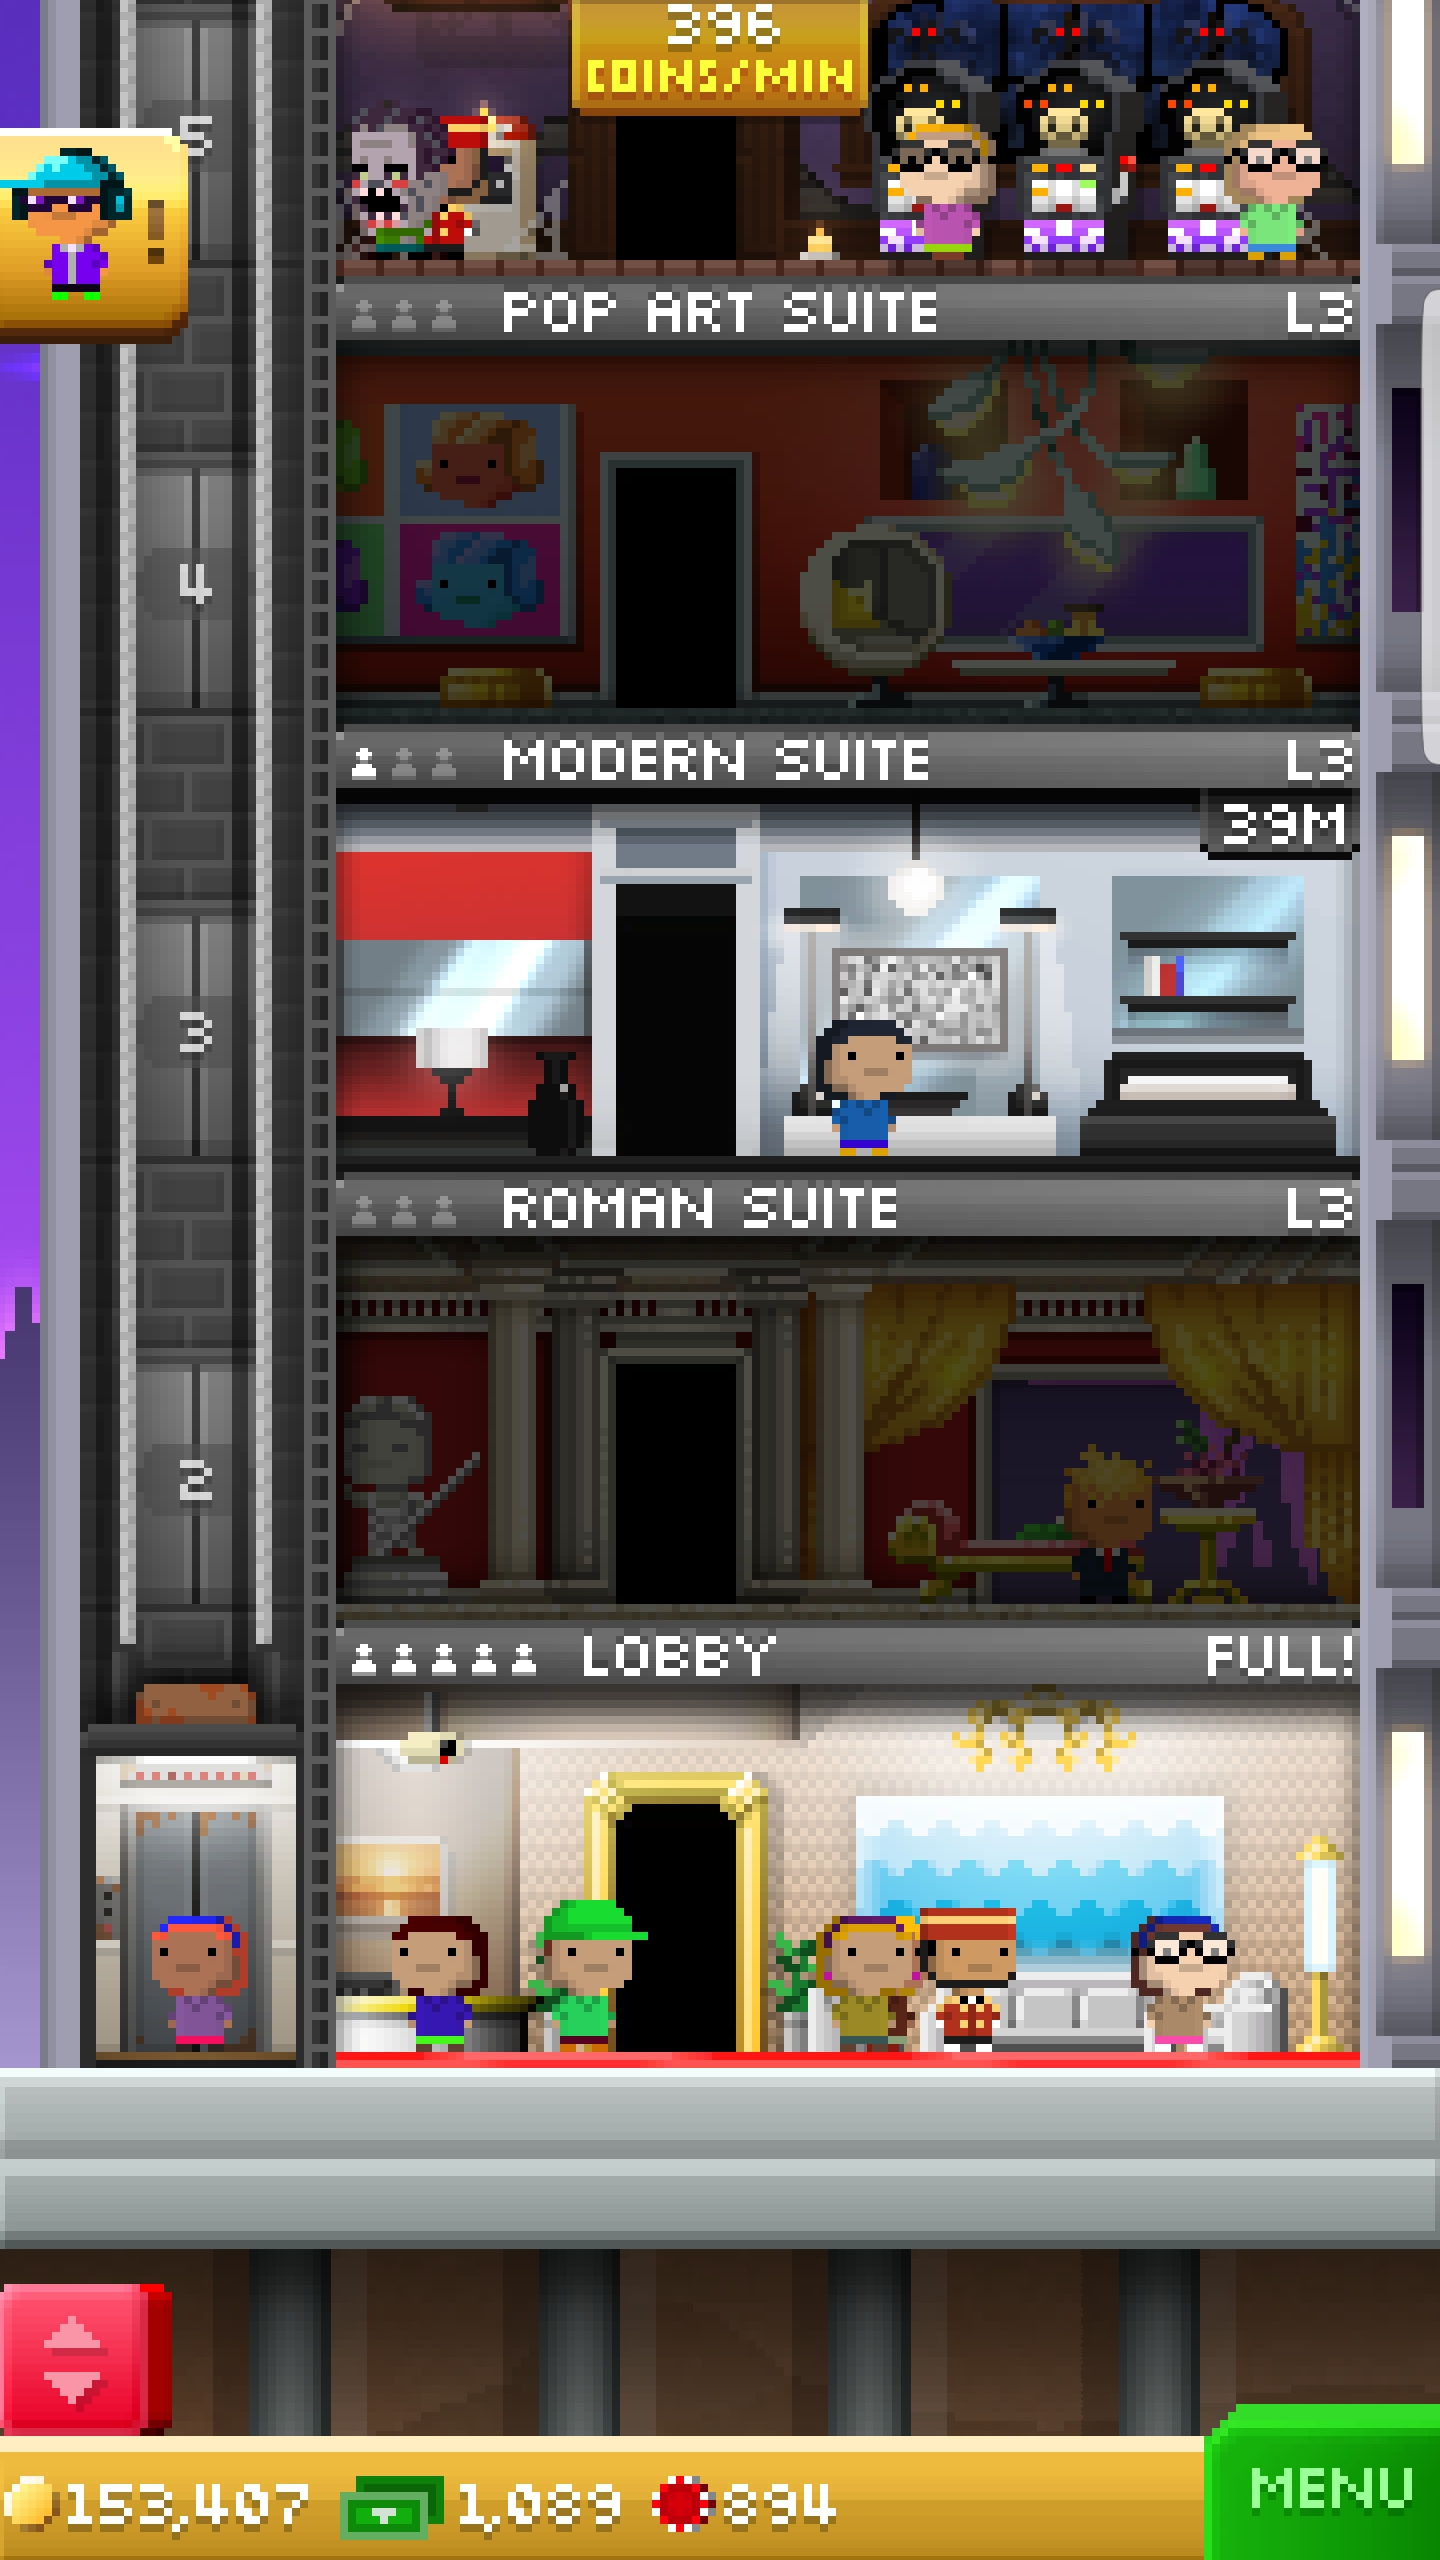 396
COINS/MIN
5
!
POP ART SUITE L3
4
MODERN SUITE L3
39M
3
ROMAN SUITE L3
2
LOBBY FULL!
MENU
153,407 1,089 894